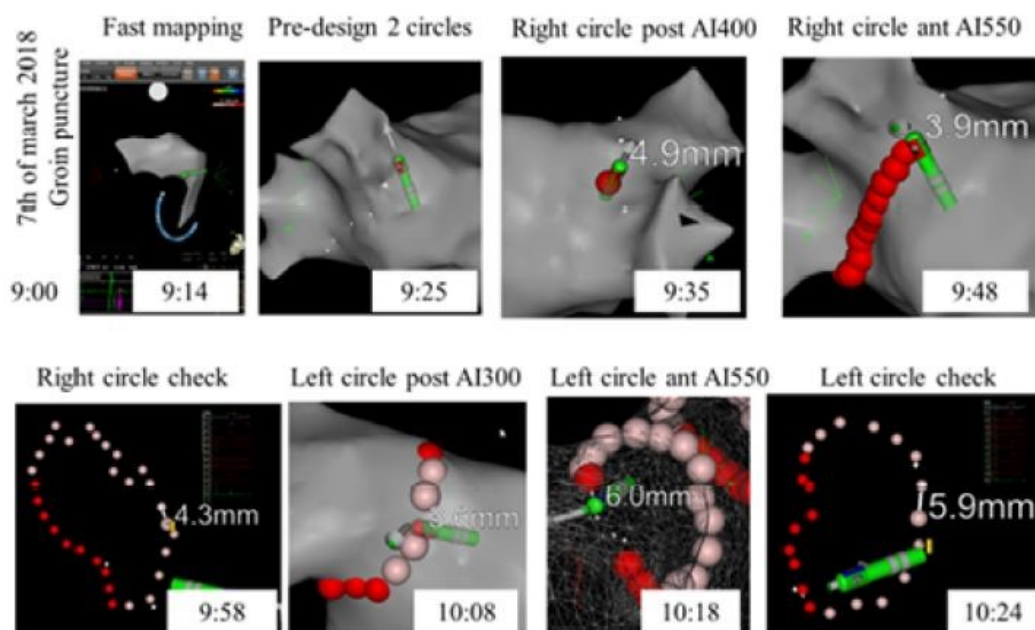 7th of march 2018
Groin puncture
9:00
Fast mapping
Pre-design 2 circles
Right circle post AI400
Right circle ant AI550
4.9mm
3.9mm
9:14
9:25
9:35
9:48
Right circle check
Left circle post AI300
Left circle ant AI550
Left circle check
4.3mm
6.0mm
5.9mm
9:58
10:08
10:18
10:24